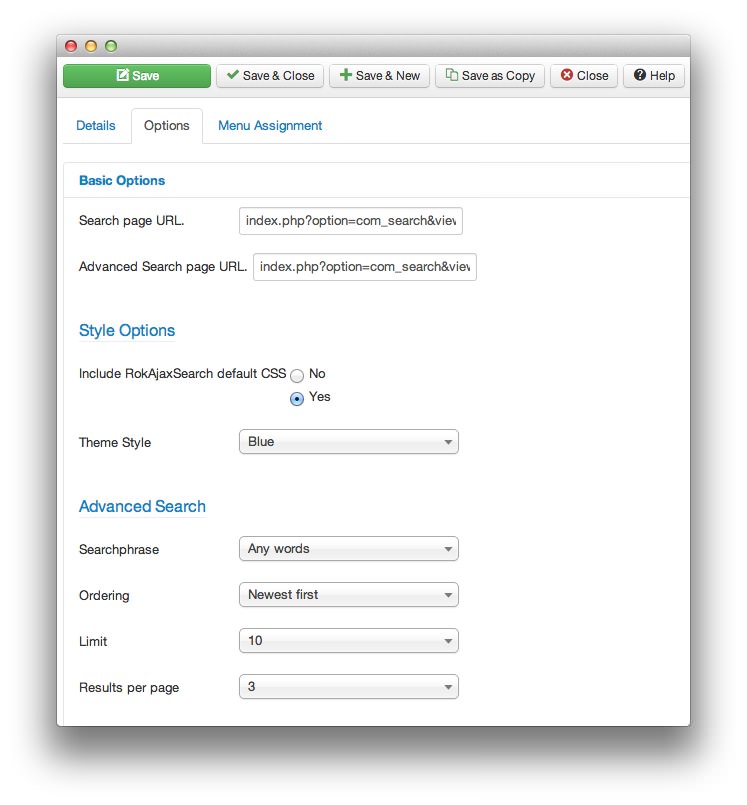 Save Save & Close Save & New Save as Copy Close Help
Details Options Menu Assignment
Basic Options
Search page URL. index.php?option=com_search&view
Advanced Search page URL. index.php?option=com_search&view
Style Options
Include RokAjaxSearch default CSS No
Yes
Theme Style Blue
Advanced Search
Searchphrase Any words
Ordering Newest first
Limit 10
Results per page 3